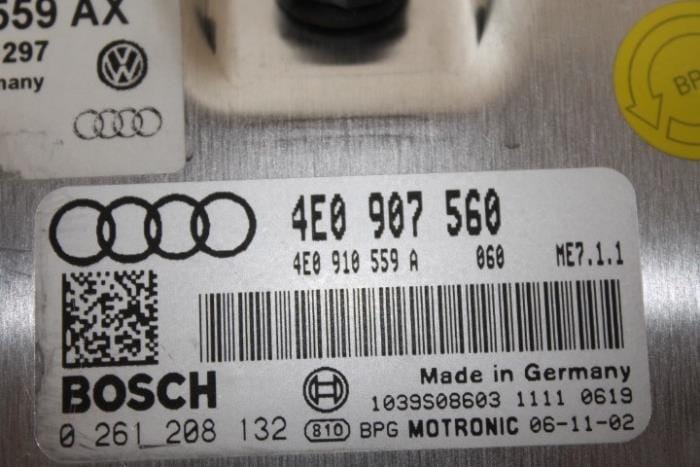 559 AX
297
many
BPG
4E0 907 560
4E0 910 559 A 060 ME7.1.1
BOSCH
Made in Germany
1039S08603 1111 0619
0 261 208 132 810 BPG MOTRONIC 06-11-02